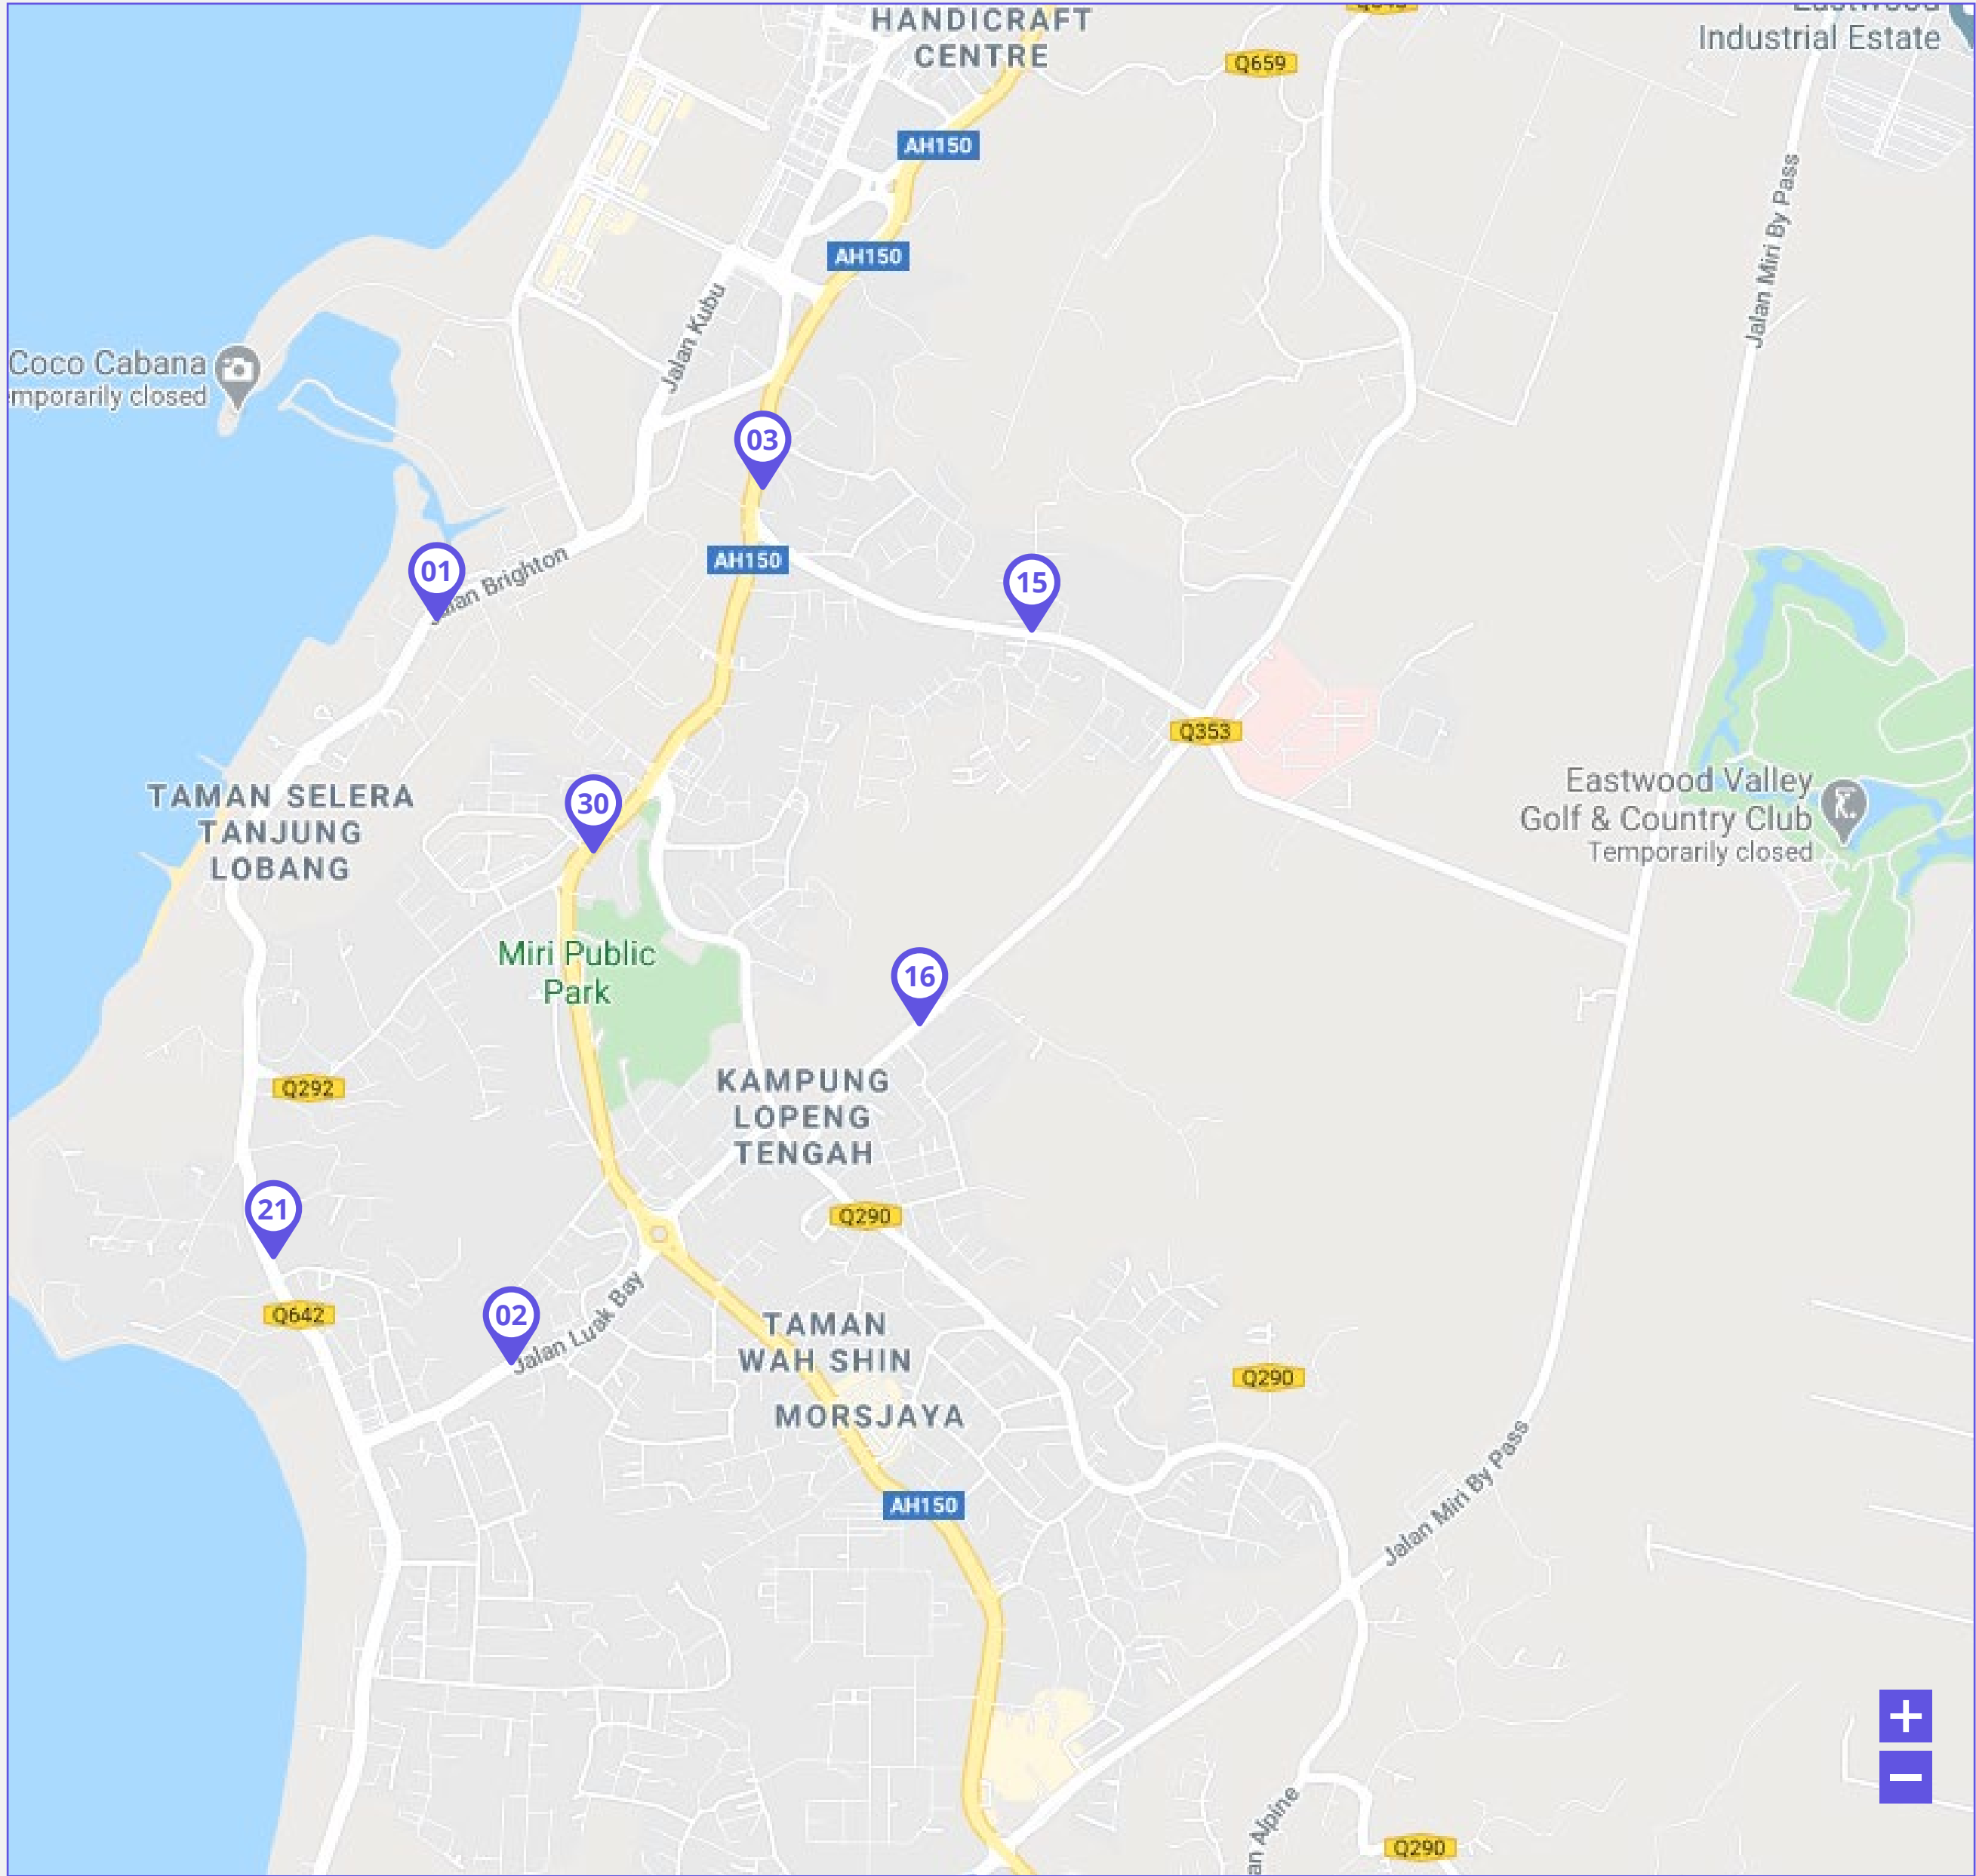 HANDICRAFT
CENTRE
Q659
Industrial Estate
AH150
Jalan Miri By Pass
AH150
Jalan Kubu
Coco Cabana
emporarily closed
03
AH150
01
Jalan Brighton
15
Q353
Eastwood Valley
Golf & Country Club
Temporarily closed
TAMAN SELERA
TANJUNG
LOBANG
30
Miri Public
Park
16
Q292
KAMPUNG
LOPENG
TENGAH
21
Q290
Q642
02
Jalan Luak Bay
TAMAN
WAH SHIN
Q290
MORSJAYA
AH150
Jalan Miri By Pass
+
−
an Alpine
Q290